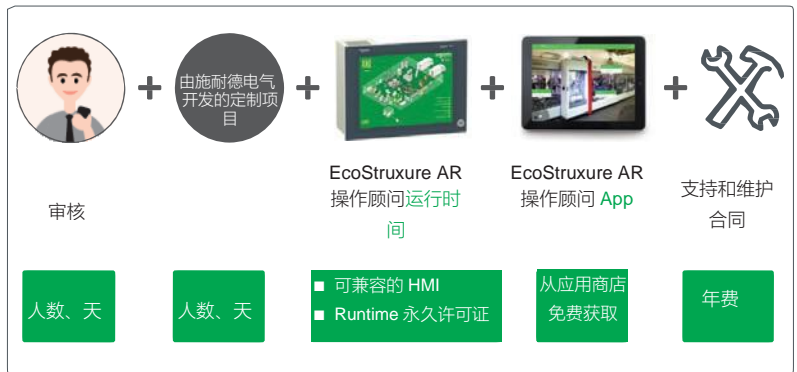 由施耐德电气
开发的定制项
目
EcoStruxure AR
操作顾问运行时
间
EcoStruxure AR
操作顾问 App
支持和维护
合同
审核
人数、天
人数、天
■ 可兼容的 HMI
■ Runtime 永久许可证
从应用商店
免费获取
年费